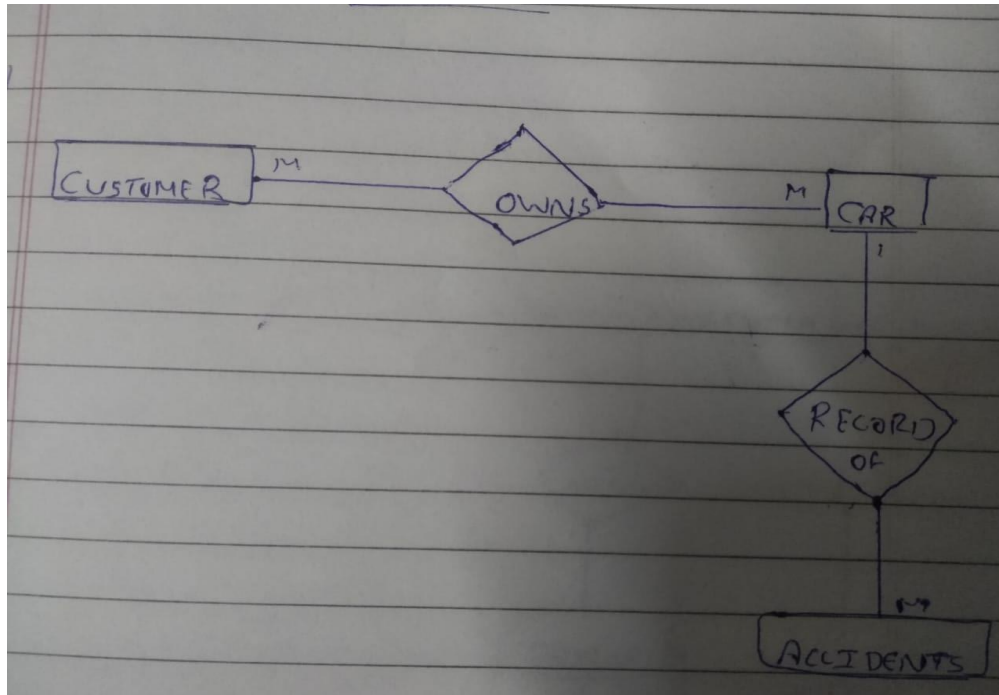 M
CUSTOMER
OWNS
M
CAR
1
RECORD
OF
M
ACCIDENTS